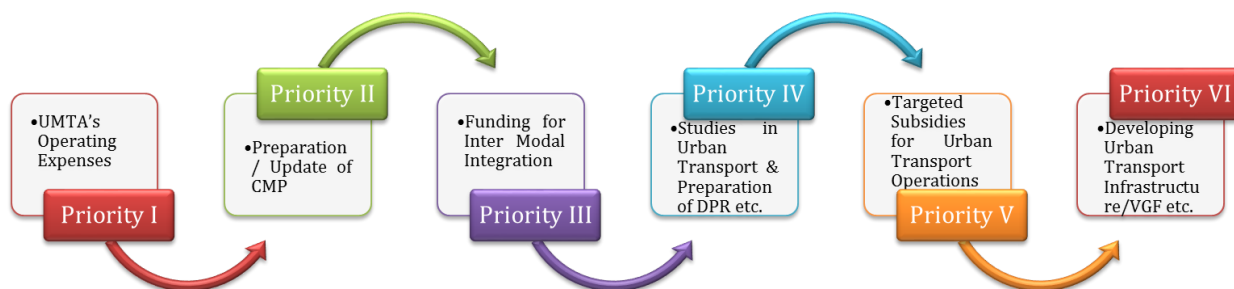 •UMTA’s
Operating
Expenses
Priority I
Priority II
•Preparation
/ Update of
CMP
•Funding for
Inter Modal
Integration
Priority III
Priority IV
•Studies in
Urban
Transport &
Preparation
of DPR etc.
•Targeted
Subsidies
for Urban
Transport
Operations
Priority V
Priority VI
•Developing
Urban
Transport
Infrastructu
re/VGF etc.